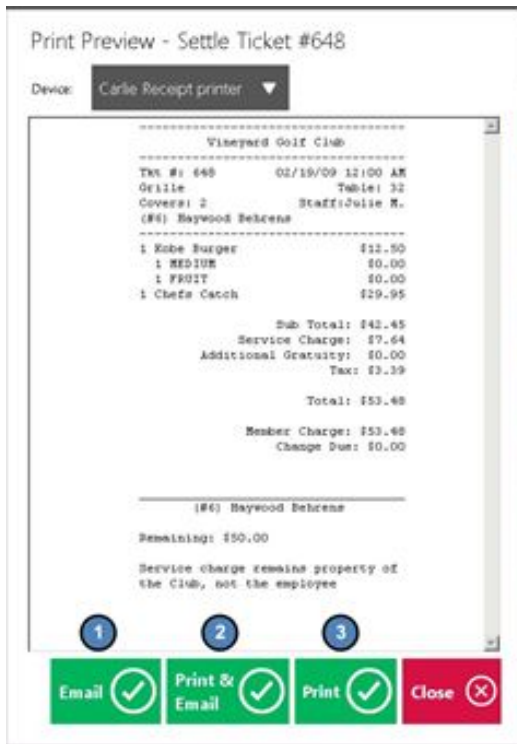 Print Preview - Settle Ticket #648
Device: Carlie Receipt printer
Vineyard Golf Club
Tkt #: 648 02/19/09 12:00 AM
Grille Table: 32
Covers: 2 Staff:Julie M.
(#6) Haywood Behrens
1 Kobe Burger $12.50
1 MEDIUM $0.00
1 FRUIT $0.00
1 Chefs Catch $29.95
Sub Total: $42.45
Service Charge: $7.64
Additional Gratuity: $0.00
Tax: $3.39
Total: $53.48
Member Charge: $53.48
Change Due: $0.00
(#6) Haywood Behrens
Remaining: $50.00
Service charge remains property of
the Club, not the employee
1 2 3
Email Print & Email Print Close